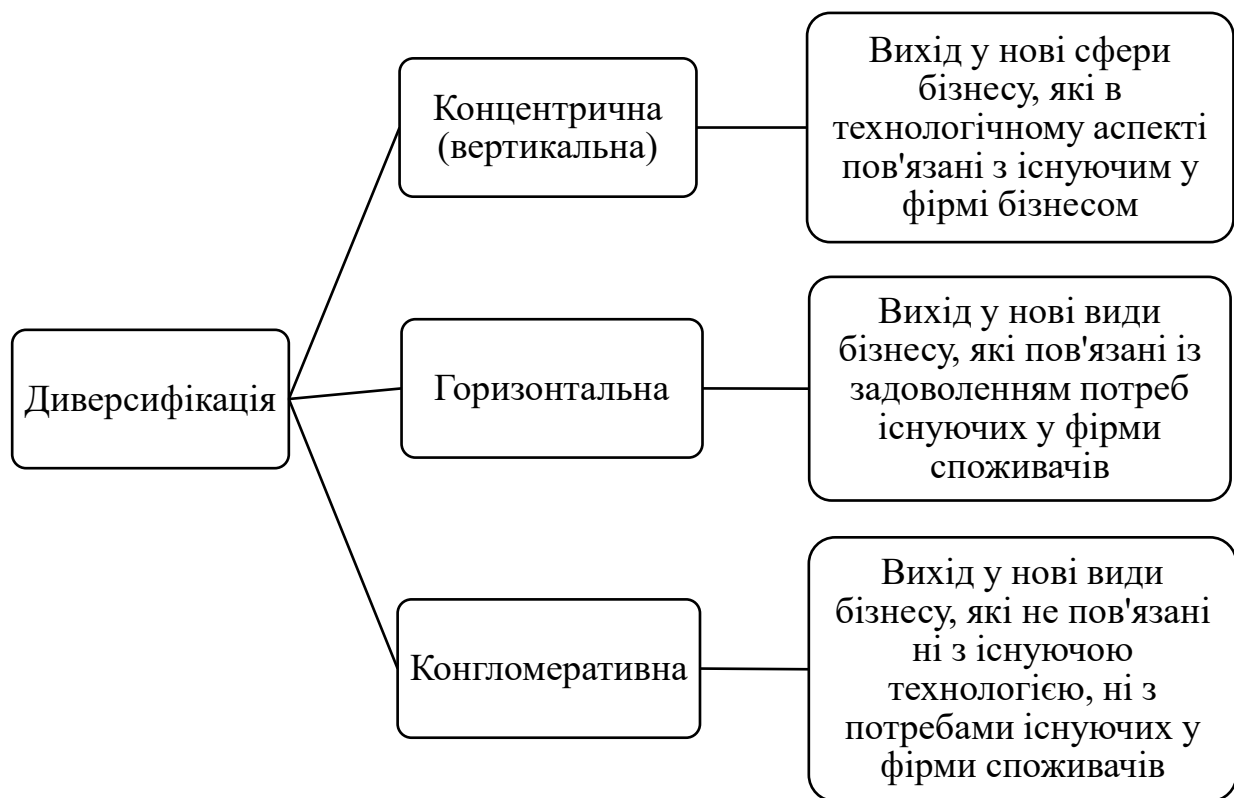 Диверсифікація
Концентрична
(вертикальна)
Вихід у нові сфери
бізнесу, які в
технологічному аспекті
пов'язані з існуючим у
фірмі бізнесом
Горизонтальна
Вихід у нові види
бізнесу, які пов'язані із
задоволенням потреб
існуючих у фірми
споживачів
Конгломеративна
Вихід у нові види
бізнесу, які не пов'язані
ні з існуючою
технологією, ні з
потребами існуючих у
фірми споживачів